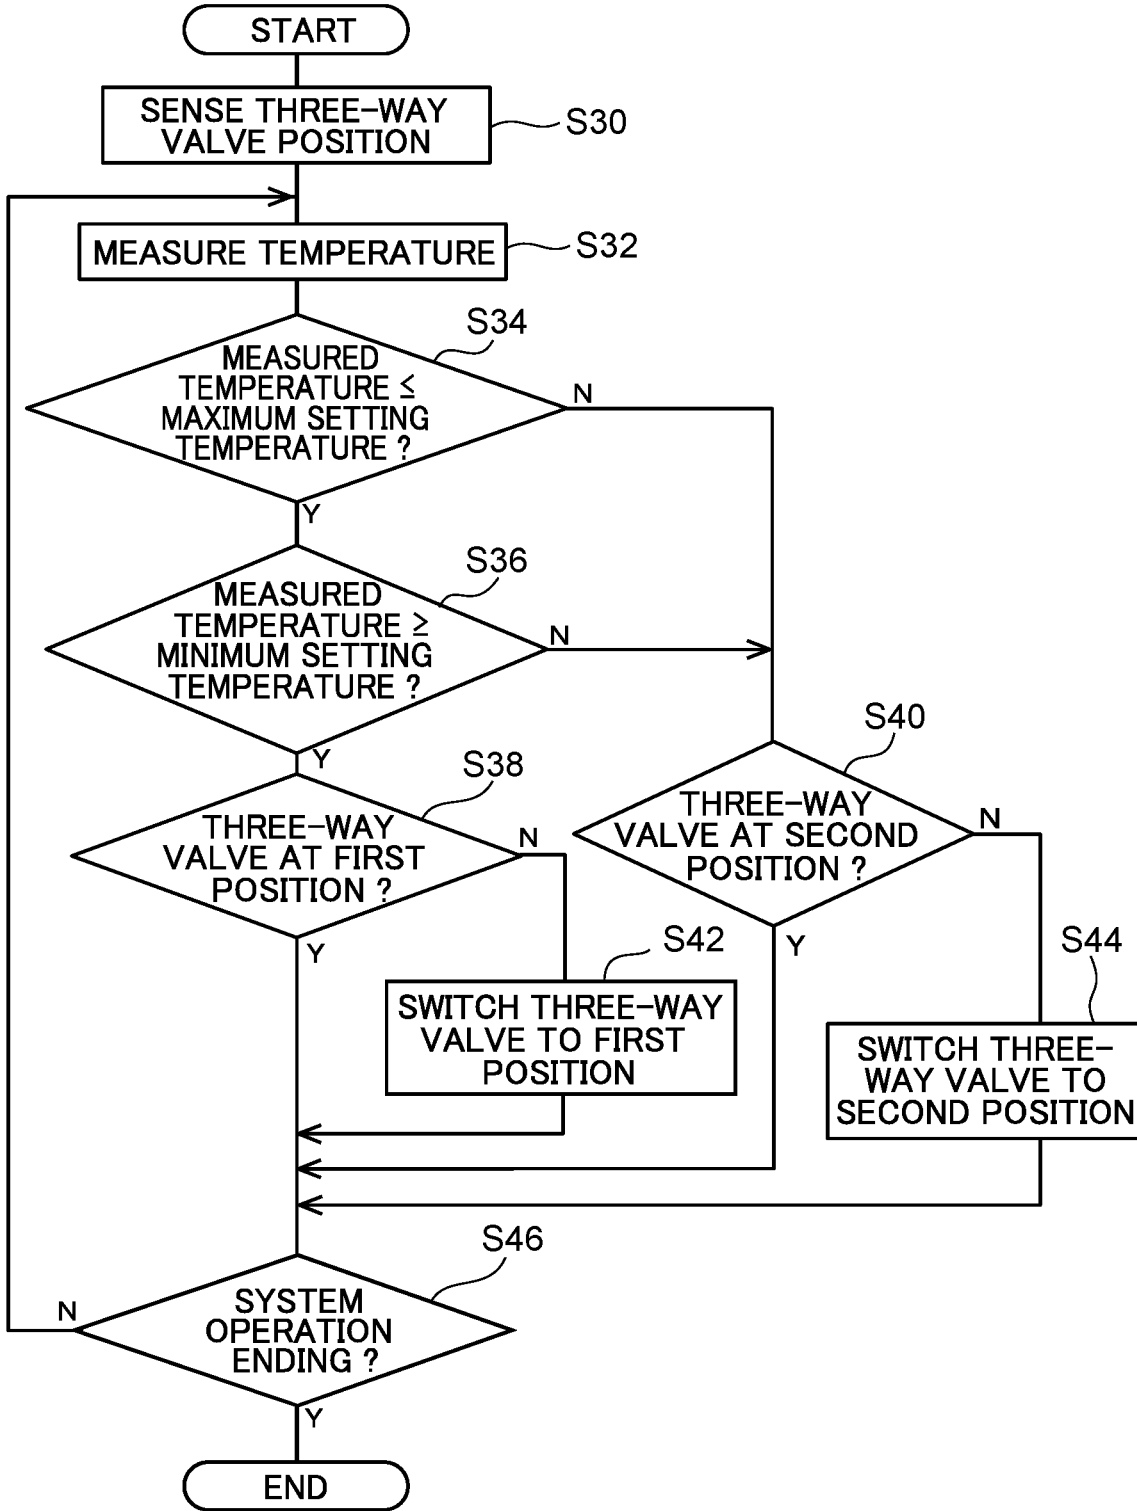 START
SENSE THREE-WAY
VALVE POSITION
S30
MEASURE TEMPERATURE
S32
S34
MEASURED
TEMPERATURE ≤
MAXIMUM SETTING
TEMPERATURE ?
N
Y
S36
MEASURED
TEMPERATURE ≥
MINIMUM SETTING
TEMPERATURE ?
N
Y
S38
THREE-WAY
VALVE AT FIRST
POSITION ?
N
Y
S40
THREE-WAY
VALVE AT SECOND
POSITION ?
N
Y
S42
SWITCH THREE-WAY
VALVE TO FIRST
POSITION
S44
SWITCH THREE-
WAY VALVE TO
SECOND POSITION
S46
SYSTEM
OPERATION
ENDING ?
N
Y
END